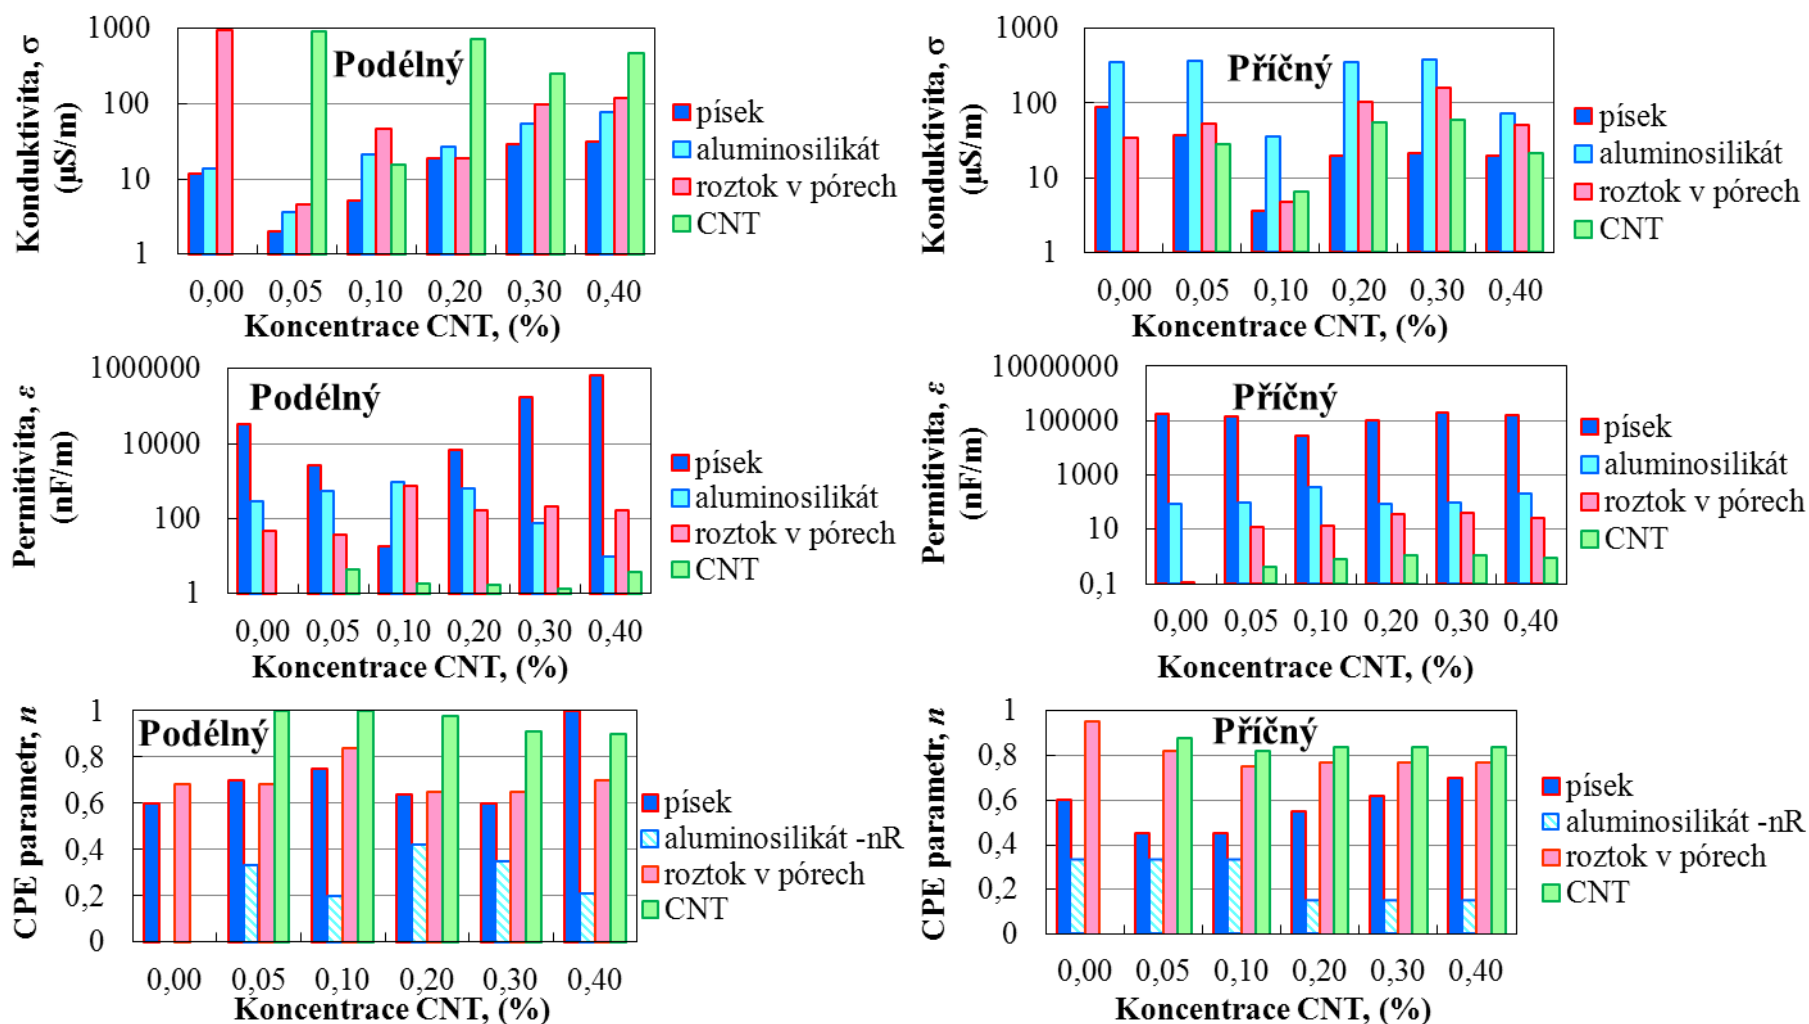 Konduktivita, σ
(μS/m)
1000
100
10
1
Podélný
písek
aluminosilikát
roztok v pórech
CNT
0,00 0,05 0,10 0,20 0,30 0,40
Koncentrace CNT, (%)
Konduktivita, σ
(μS/m)
1000
100
10
1
Příčný
písek
aluminosilikát
roztok v pórech
CNT
0,00 0,05 0,10 0,20 0,30 0,40
Koncentrace CNT, (%)
Permitivita, ε
(nF/m)
1000000
10000
100
1
Podélný
písek
aluminosilikát
roztok v pórech
CNT
0,00 0,05 0,10 0,20 0,30 0,40
Koncentrace CNT, (%)
Permitivita, ε
(nF/m)
10000000
100000
1000
10
0,1
Příčný
písek
aluminosilikát
roztok v pórech
CNT
0,00 0,05 0,10 0,20 0,30 0,40
Koncentrace CNT, (%)
CPE parametr, n
1
0,8
0,6
0,4
0,2
0
Podélný
písek
aluminosilikát -nR
roztok v pórech
CNT
0,00 0,05 0,10 0,20 0,30 0,40
Koncentrace CNT, (%)
CPE parametr, n
1
0,8
0,6
0,4
0,2
0
Příčný
písek
aluminosilikát -nR
roztok v pórech
CNT
0,00 0,05 0,10 0,20 0,30 0,40
Koncentrace CNT, (%)